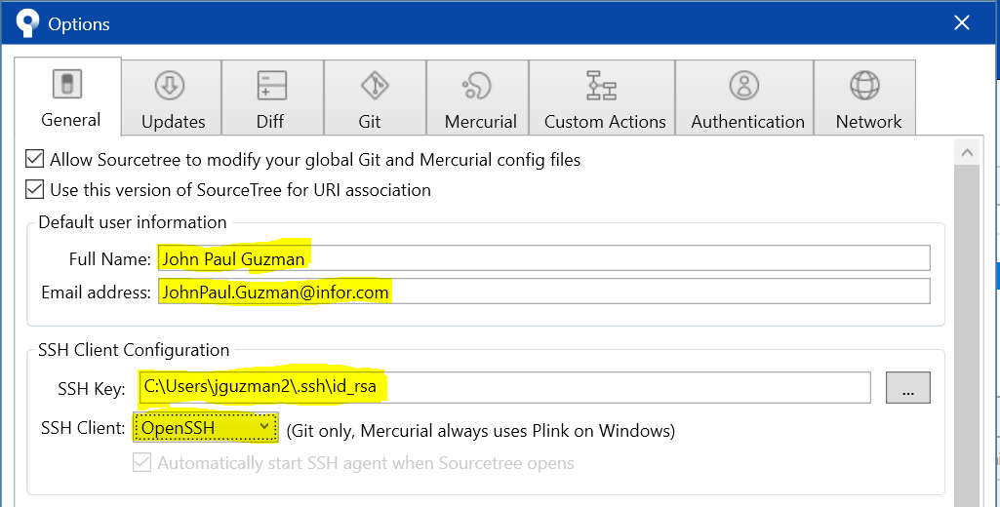 Options
General Updates Diff Git Mercurial Custom Actions Authentication Network
Allow Sourcetree to modify your global Git and Mercurial config files
Use this version of SourceTree for URI association
Default user information
Full Name: John Paul Guzman
Email address: JohnPaul.Guzman@infor.com
SSH Client Configuration
SSH Key: C:\Users\jguzman2\.ssh\id_rsa ...
SSH Client: OpenSSH (Git only, Mercurial always uses Plink on Windows)
Automatically start SSH agent when Sourcetree opens